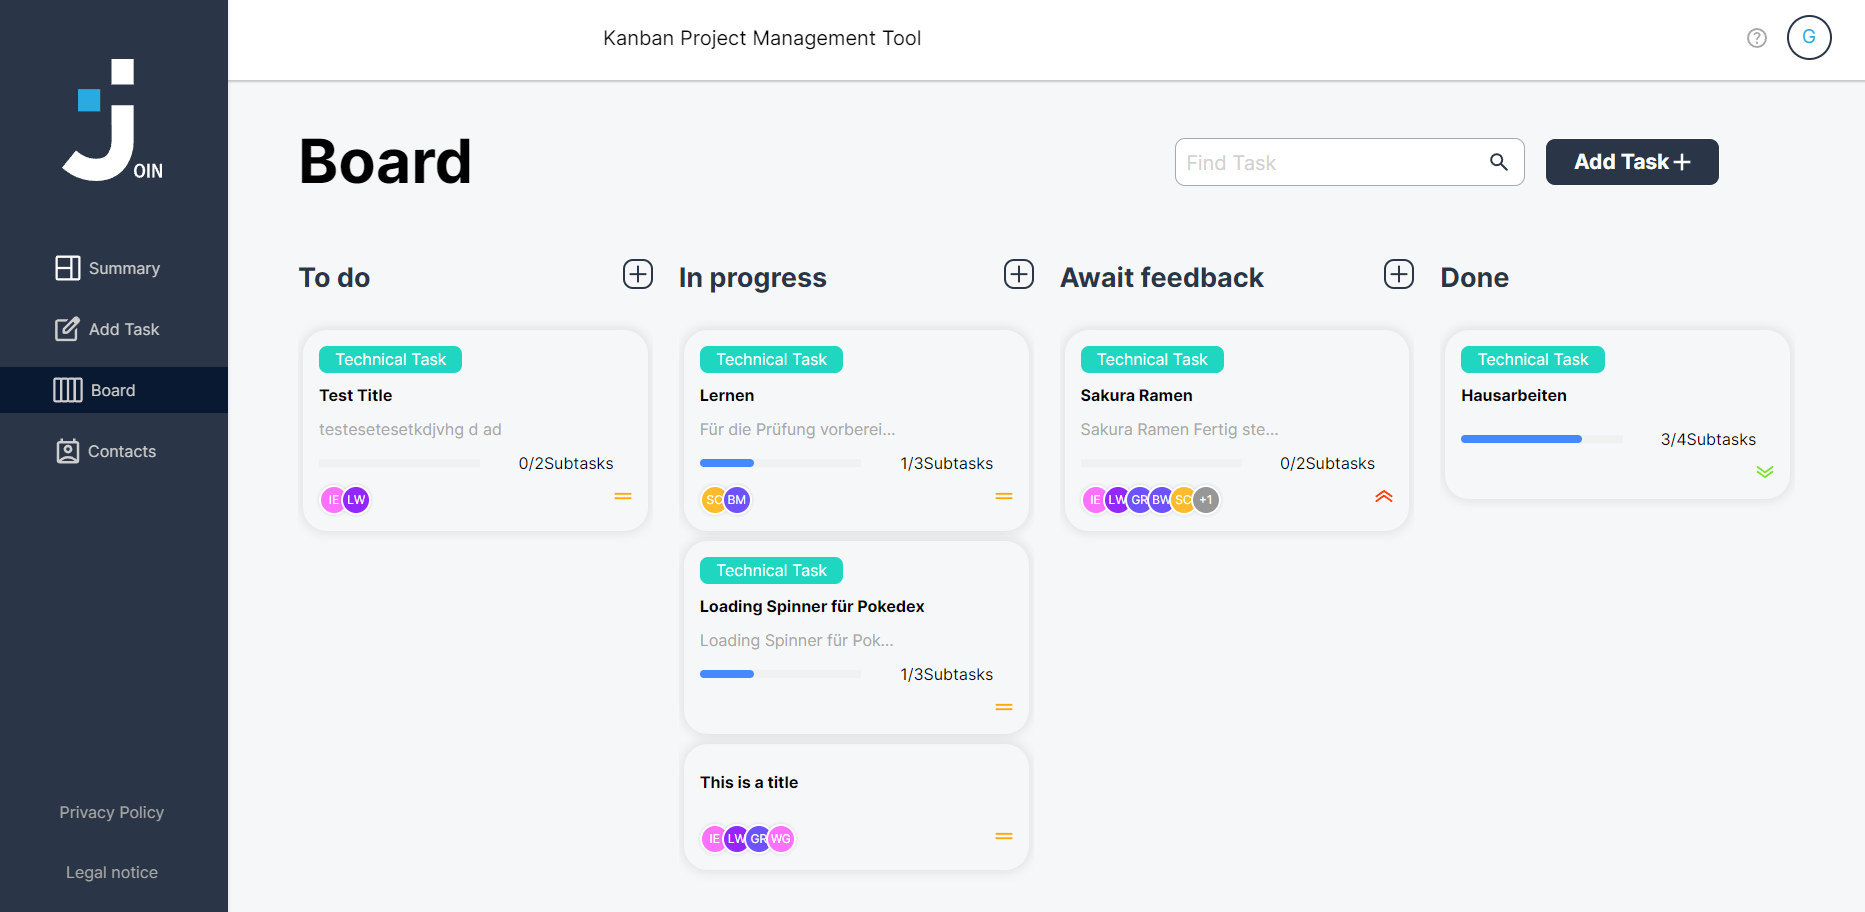 Kanban Project Management Tool
G
OIN
Summary
Add Task
Board
Contacts
Privacy Policy
Legal notice
Board
Find Task
Add Task
To do
Technical Task
Test Title
testesetesetkdjvhg d ad
0/2Subtasks
IE LW
In progress
Technical Task
Lernen
Für die Prüfung vorberei...
1/3Subtasks
SC BM
Technical Task
Loading Spinner für Pokedex
Loading Spinner für Pok...
1/3Subtasks
This is a title
IE LW GR WG
Await feedback
Technical Task
Sakura Ramen
Sakura Ramen Fertig ste...
0/2Subtasks
IE LW GR BW SC +1
Done
Technical Task
Hausarbeiten
3/4Subtasks